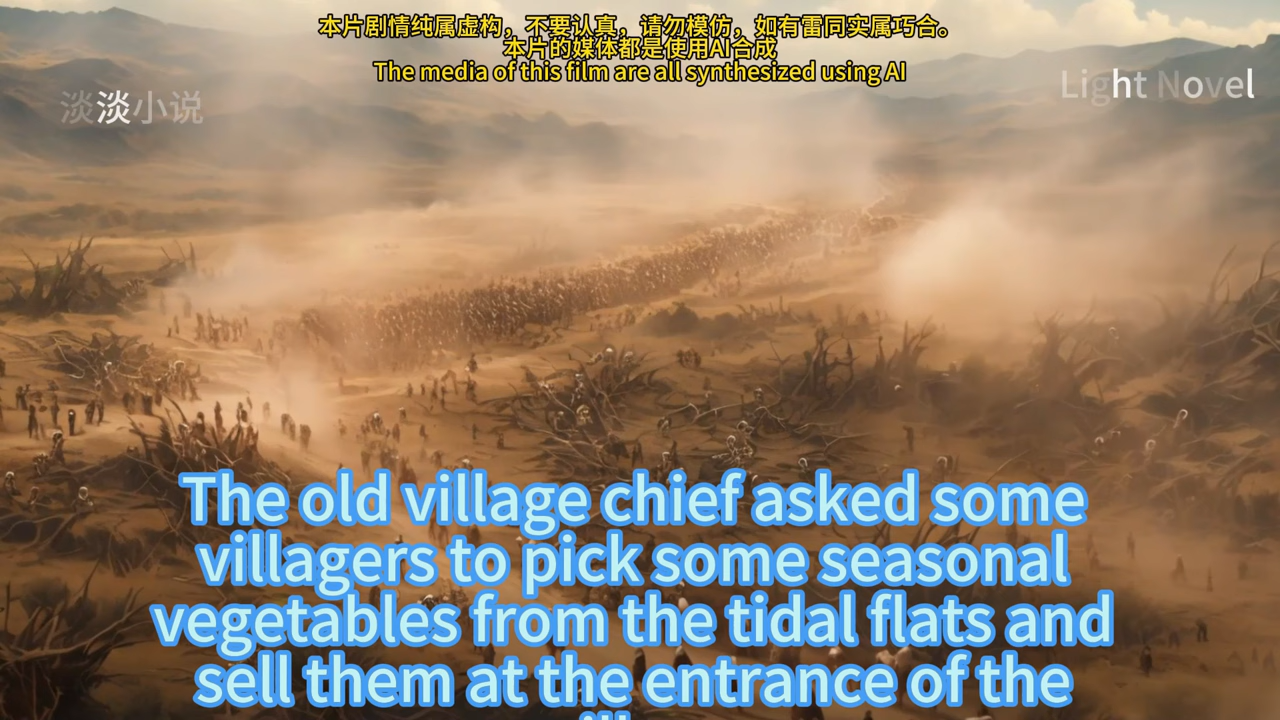 本片剧情纯属虚构，不要认真，请勿模仿，如有雷同实属巧合。
本片的媒体都是使用AI合成
The media of this film are all synthesized using AI
淡淡小说
Light Novel
The old village chief asked some
villagers to pick some seasonal
vegetables from the tidal flats and
sell them at the entrance of the